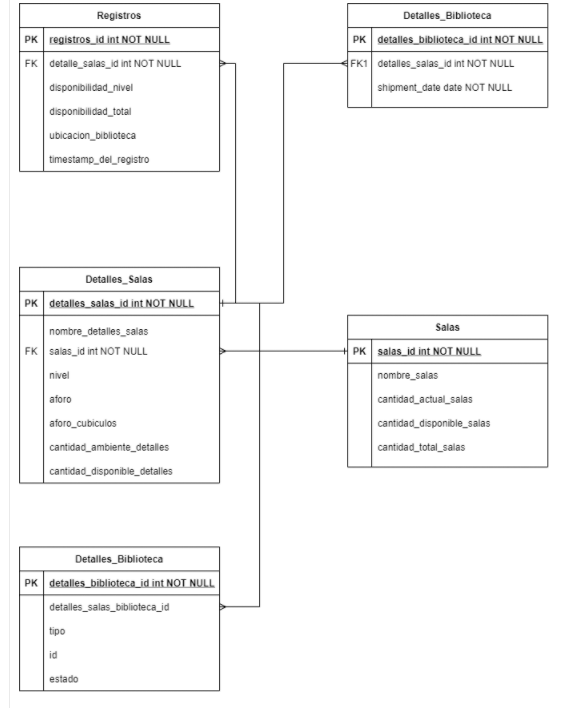 Registros
PK registros_id int NOT NULL
FK detalle_salas_id int NOT NULL
disponibilidad_nivel
disponibilidad_total
ubicacion_biblioteca
timestamp_del_registro
Detalles_Biblioteca
PK detalles_biblioteca_id int NOT NULL
FK1 detalles_salas_id int NOT NULL
shipment_date date NOT NULL
Detalles_Salas
PK detalles_salas_id int NOT NULL
nombre_detalles_salas
FK salas_id int NOT NULL
nivel
aforo
aforo_cubiculos
cantidad_ambiente_detalles
cantidad_disponible_detalles
Salas
PK salas_id int NOT NULL
nombre_salas
cantidad_actual_salas
cantidad_disponible_salas
cantidad_total_salas
Detalles_Biblioteca
PK detalles_biblioteca_id int NOT NULL
detalles_salas_biblioteca_id
tipo
id
estado